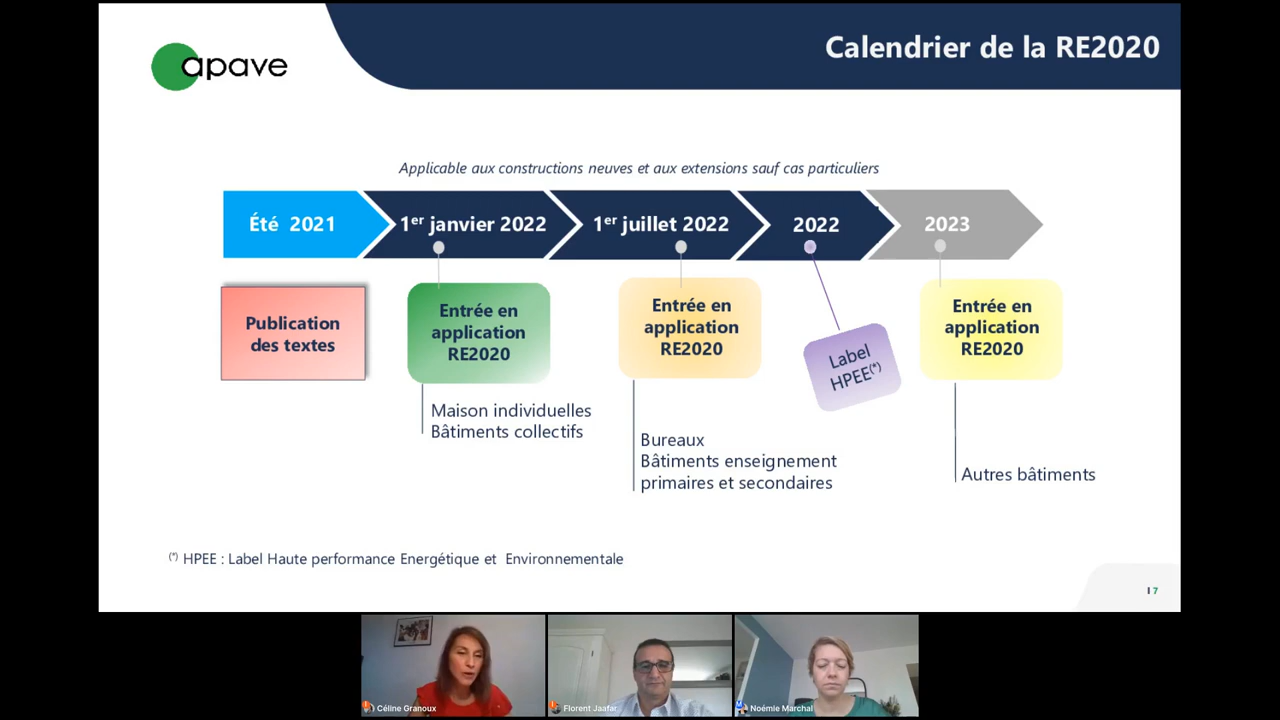 apave
Calendrier de la RE2020
Applicable aux constructions neuves et aux extensions sauf cas particuliers
Été 2021
1er janvier 2022
1er juillet 2022
2022
2023
Publication
des textes
Entrée en
application
RE2020
Entrée en
application
RE2020
Label
HPEE(*)
Entrée en
application
RE2020
Maison individuelles
Bâtiments collectifs
Bureaux
Bâtiments enseignement
primaires et secondaires
Autres bâtiments
(*) HPEE : Label Haute performance Energétique et Environnementale
I 7
Céline Granoux
Florent Jaafar
Noémie Marchal